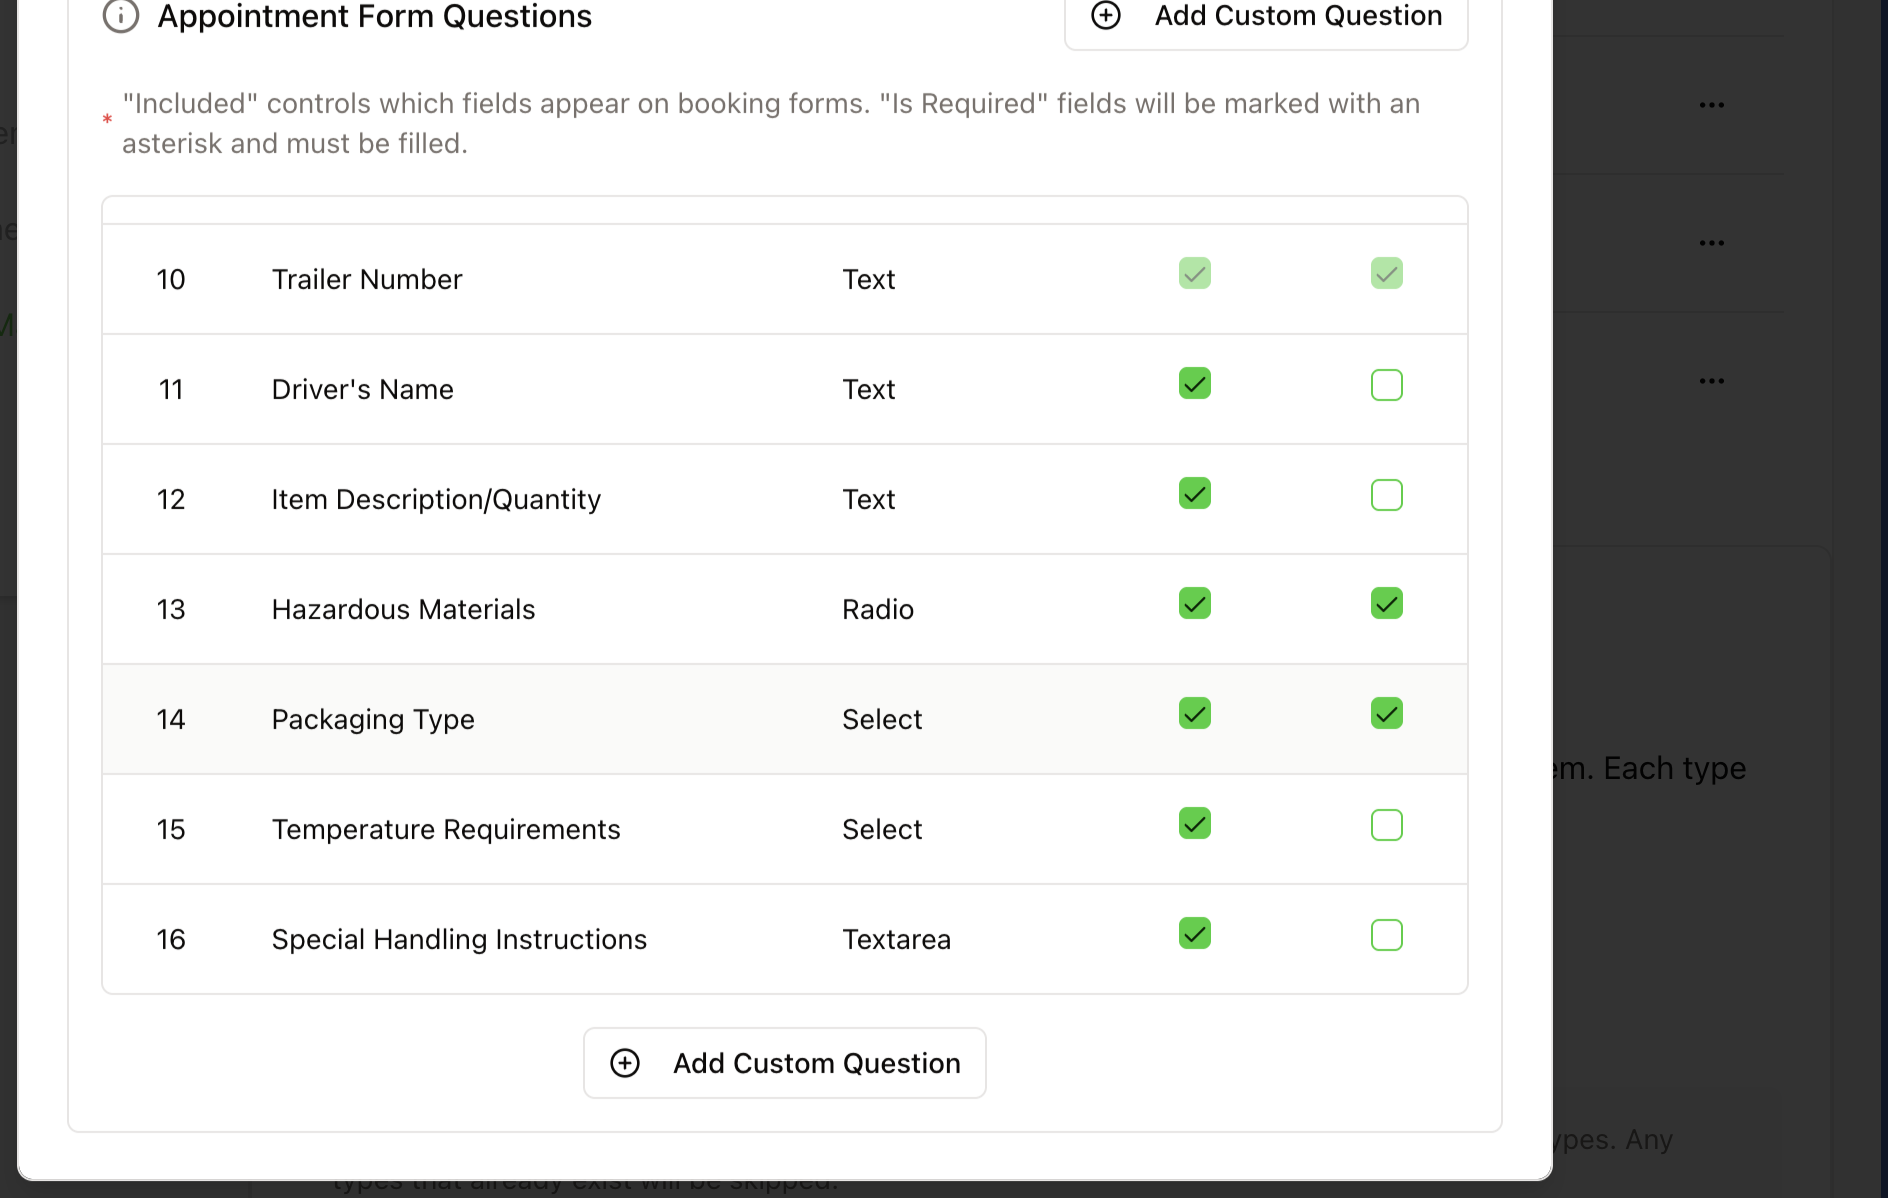 Appointment Form Questions
Add Custom Question
* "Included" controls which fields appear on booking forms. "Is Required" fields will be marked with an
asterisk and must be filled.
10 Trailer Number Text
11 Driver's Name Text
12 Item Description/Quantity Text
13 Hazardous Materials Radio
14 Packaging Type Select
15 Temperature Requirements Select
16 Special Handling Instructions Textarea
Add Custom Question
Each type
Any
types that already exist will be skipped.